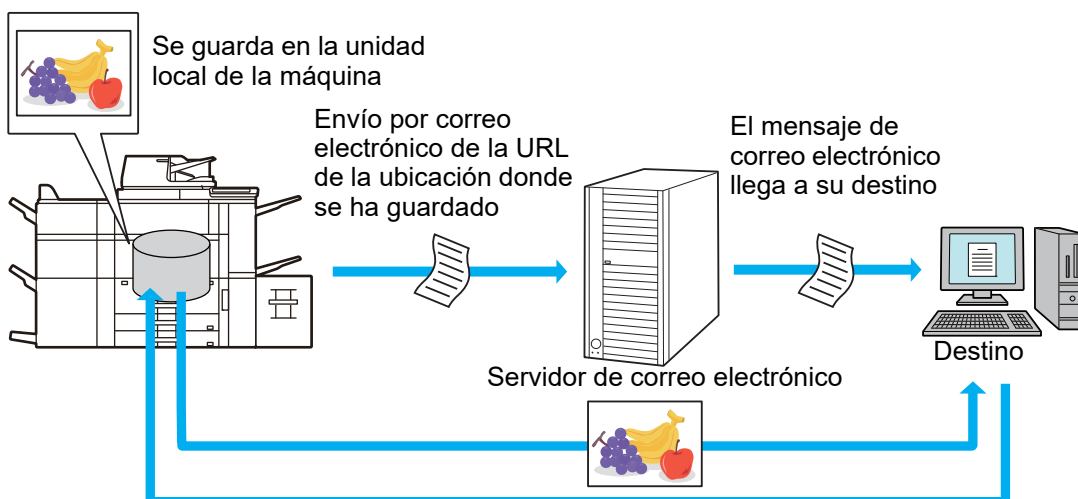 Se guarda en la unidad
local de la máquina
Envío por correo
electrónico de la URL
de la ubicación donde
se ha guardado
El mensaje de
correo electrónico
llega a su destino
Destino
Servidor de correo electrónico